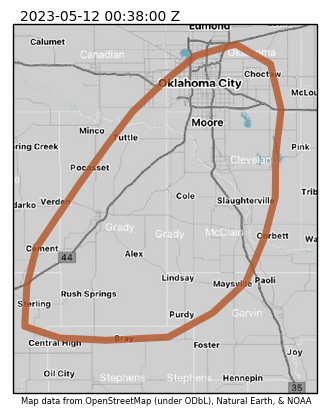 2023-05-12 00:38:00 Z
Edmond
Calumet
Canadian
Oklahoma
Choctaw
Oklahoma City
McLou
Moore
Minco
Tuttle
Pink
ring Creek
Cleveland
Pocasset
Trib
Cole
Slaughterville
Verden
darko
Grady
Grady
McClain
Corbett
Wa
Cement
Alex
44
Lindsay
Maysville
Paoli
Rush Springs
Sterling
Purdy
Garvin
Bray
Central High
Foster
Joy
Oil City
Stephens
Stephens
Hennepin
35
Map data from OpenStreetMap (under ODbL), Natural Earth, & NOAA